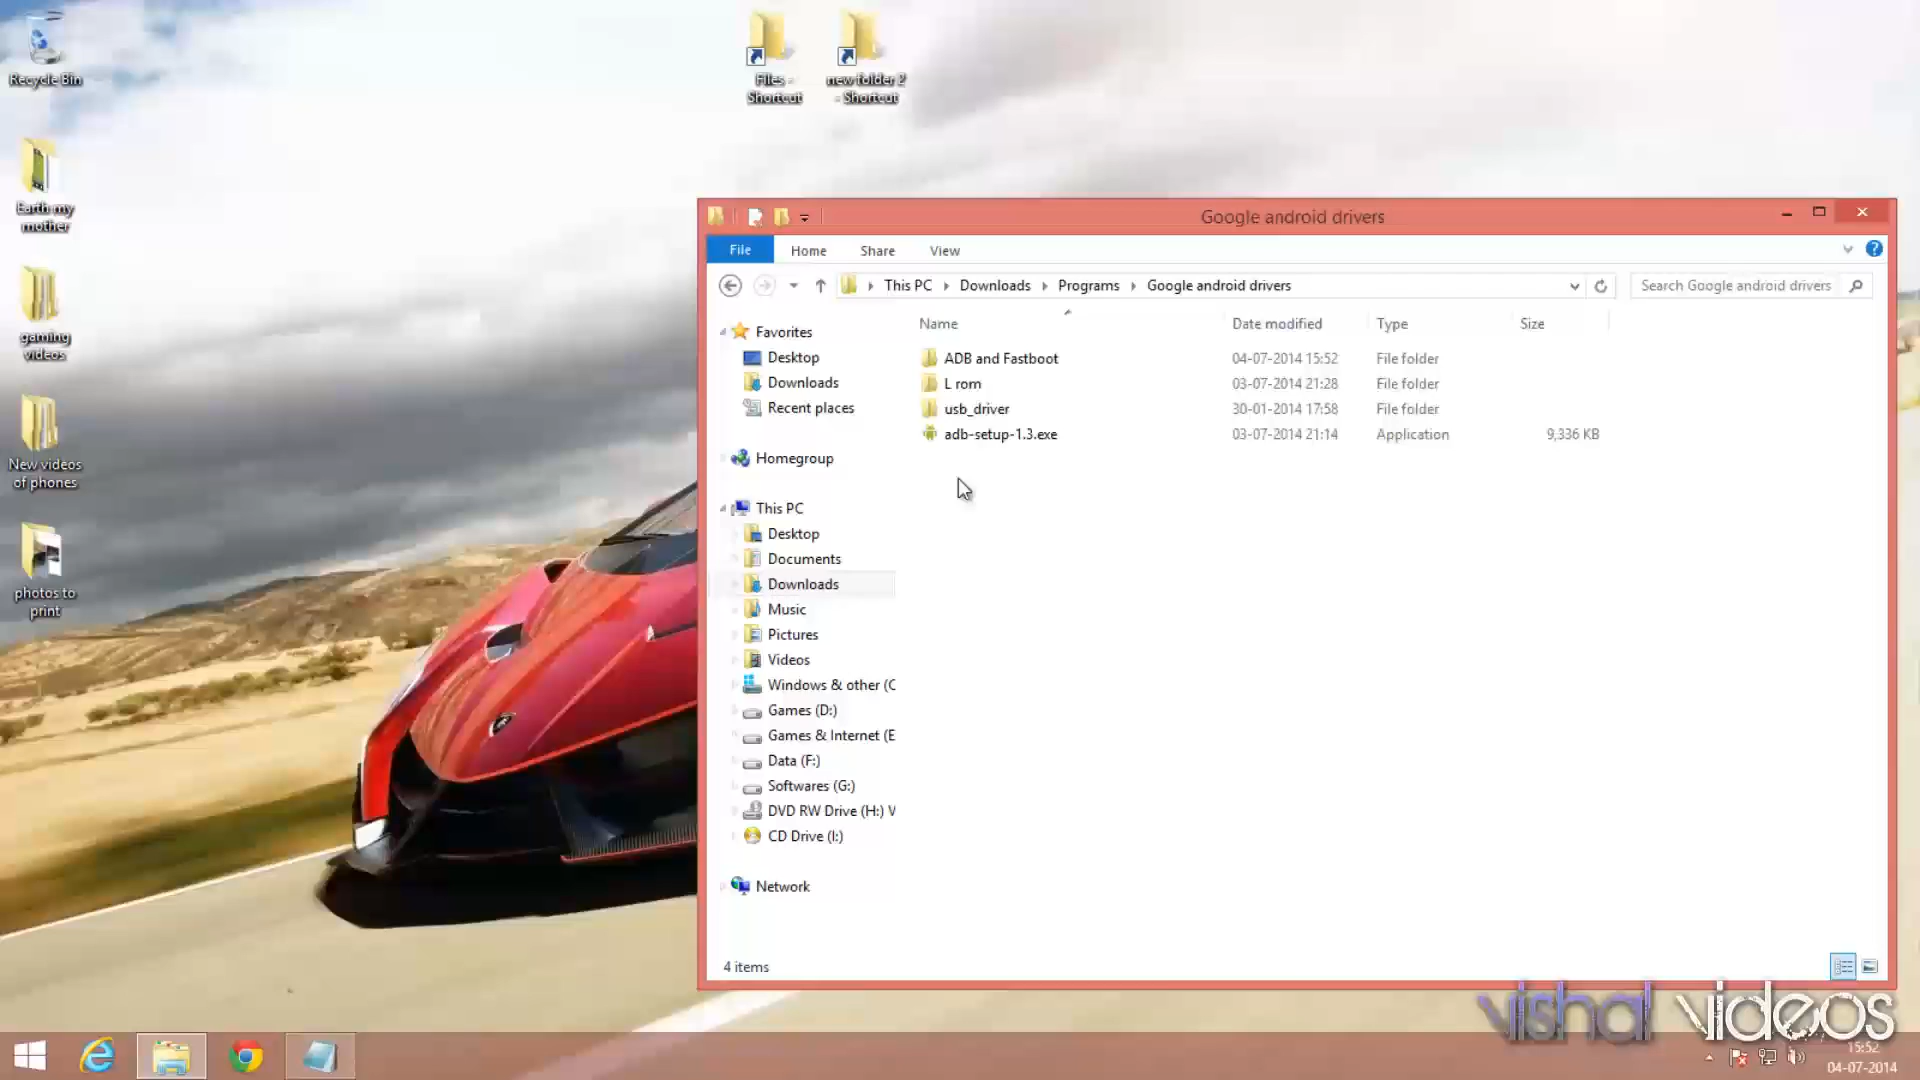 Recycle Bin
Earth my
mother
gaming
videos
New videos
of phones
photos to
print
Files -
Shortcut
new folder 2
- Shortcut
Google android drivers
File
Home
Share
View
This PC
Downloads
Programs
Google android drivers
Search Google android drivers
Name
Date modified
Type
Size
ADB and Fastboot
04-07-2014 15:52
File folder
L rom
03-07-2014 21:28
File folder
usb_driver
30-01-2014 17:58
File folder
adb-setup-1.3.exe
03-07-2014 21:14
Application
9,336 KB
Favorites
Desktop
Downloads
Recent places
Homegroup
This PC
Desktop
Documents
Downloads
Music
Pictures
Videos
Windows & other (C
Games (D:)
Games & Internet (E
Data (F:)
Softwares (G:)
DVD RW Drive (H:) V
CD Drive (I:)
Network
4 items
vishal videos
15:52
04-07-2014